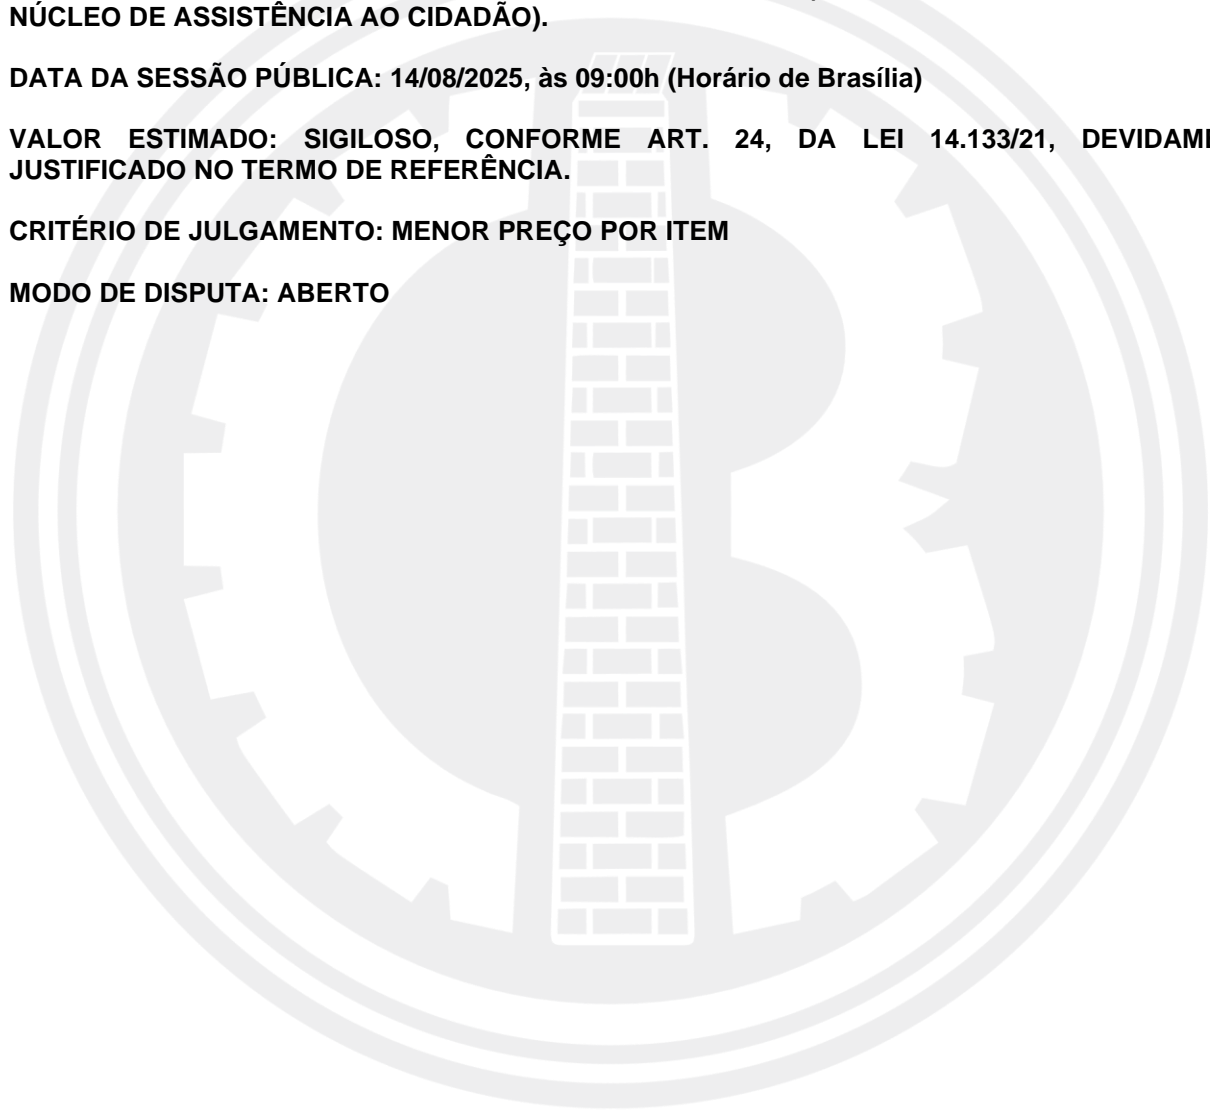 NÚCLEO DE ASSISTÊNCIA AO CIDADÃO).
DATA DA SESSÃO PÚBLICA: 14/08/2025, às 09:00h (Horário de Brasília)
VALOR ESTIMADO: SIGILOSO, CONFORME ART. 24, DA LEI 14.133/21,
JUSTIFICADO NO TERMO DE REFERÊNCIA.
CRITÉRIO DE JULGAMENTO: MENOR PREÇO POR ITEM
MODO DE DISPUTA: ABERTO